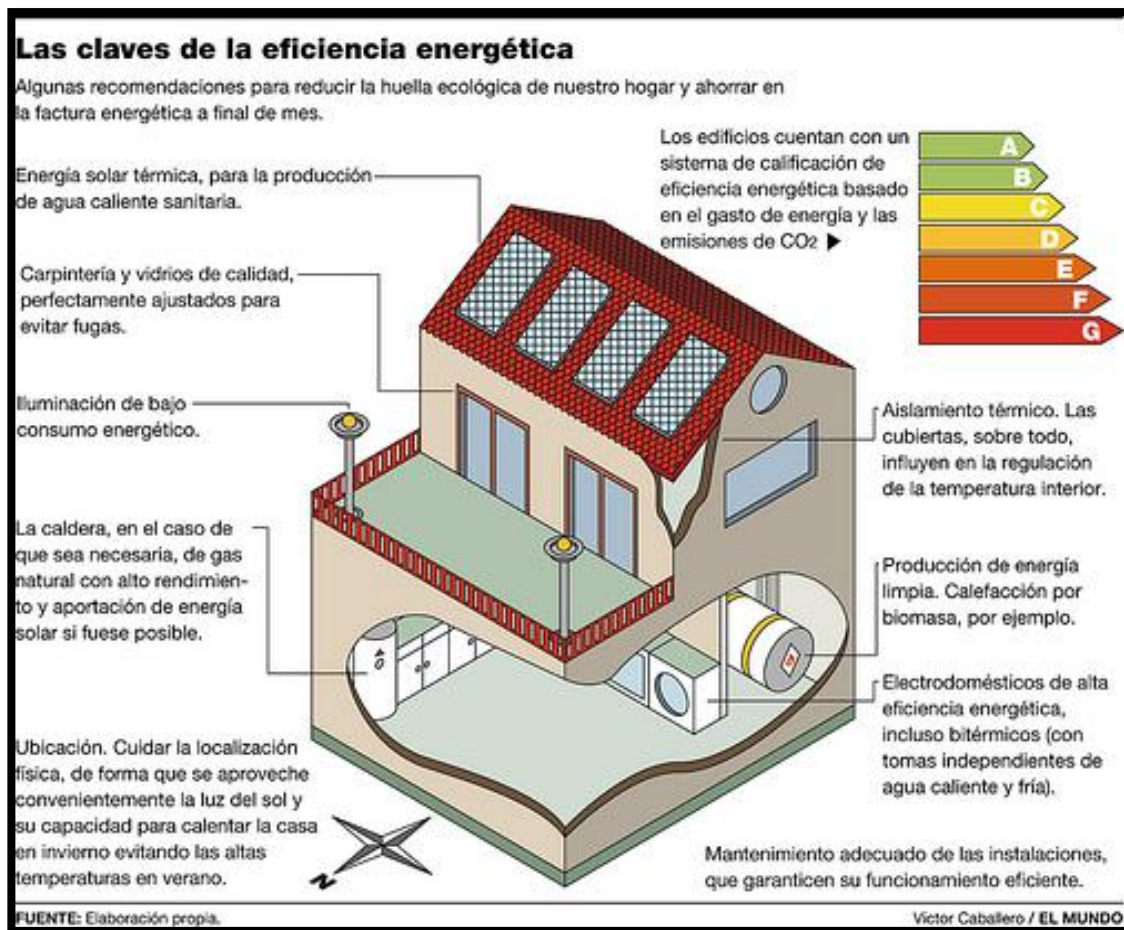 Las claves de la eficiencia energética
Algunas recomendaciones para reducir la huella ecológica de nuestro hogar y ahorrar en
la factura energética a final de mes.
Los edificios cuentan con un
sistema de calificación de
eficiencia energética basado
en el gasto de energía y las
emisiones de CO2 ▶
A
B
C
D
E
F
G
Energía solar térmica, para la producción
de agua caliente sanitaria.
Carpintería y vidrios de calidad,
perfectamente ajustados para
evitar fugas.
Iluminación de bajo
consumo energético.
La caldera, en el caso de
que sea necesaria, de gas
natural con alto rendimien-
to y aportación de energía
solar si fuese posible.
Ubicación. Cuidar la localización
física, de forma que se aproveche
convenientemente la luz del sol y
su capacidad para calentar la casa
en invierno evitando las altas
temperaturas en verano.
N
Aislamiento térmico. Las
cubiertas, sobre todo,
influyen en la regulación
de la temperatura interior.
Producción de energía
limpia. Calefacción por
biomasa, por ejemplo.
Electrodomésticos de alta
eficiencia energética,
incluso bitérmicos (con
tomas independientes de
agua caliente y fría).
Mantenimiento adecuado de las instalaciones,
que garanticen su funcionamiento eficiente.
FUENTE: Elaboración propia.
Victor Caballero / EL MUNDO